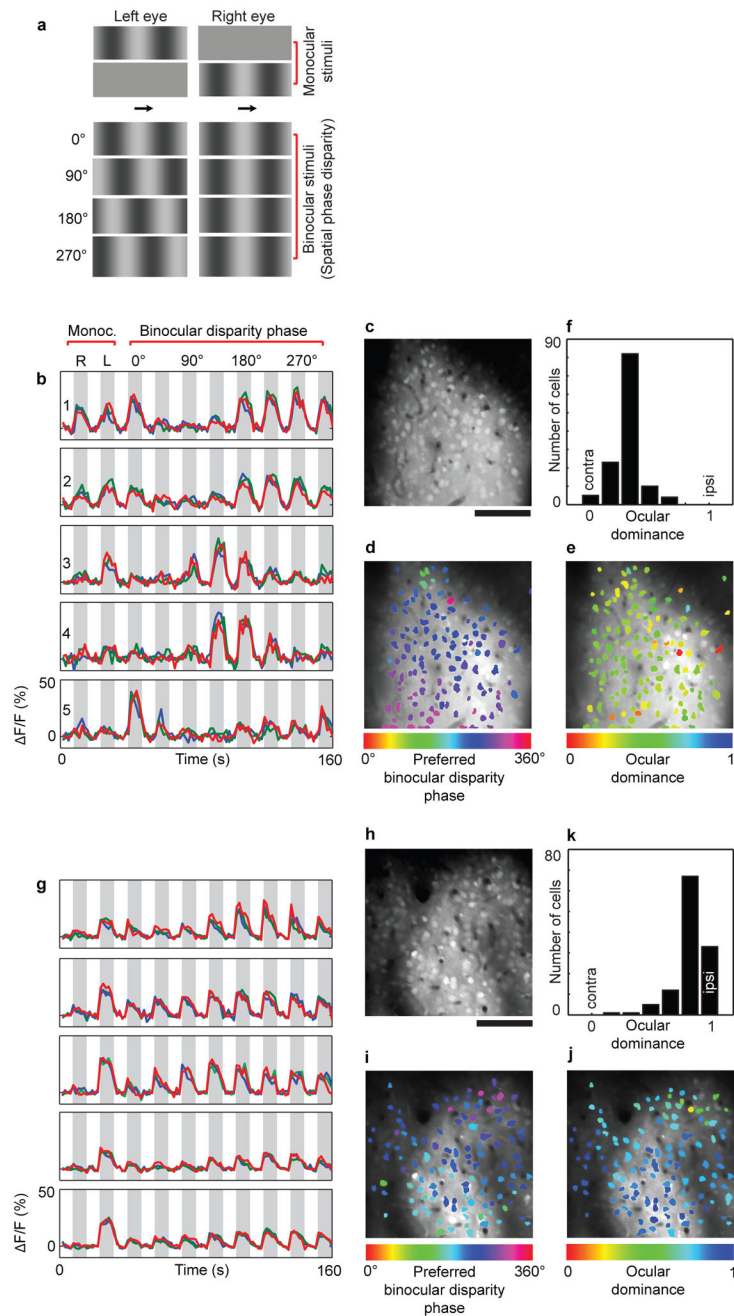 a
Left eye Right eye
Monocular
stimuli
0°
90°
180°
270°
Binocular stimuli
(Spatial phase disparity)
Monoc. Binocular disparity phase
R L 0° 90° 180° 270°
b
1
2
3
4
5
50
0
ΔF/F (%)
0 Time (s) 160
c
f
90
0
Number of cells
contra
ipsi
0 Ocular 1
dominance
d
0° Preferred 360°
binocular disparity
phase
e
0 Ocular 1
dominance
g
50
0
ΔF/F (%)
0 Time (s) 160
h
k
80
0
Number of cells
contra
ipsi
0 Ocular 1
dominance
i
0° Preferred 360°
binocular disparity
phase
j
0 Ocular 1
dominance